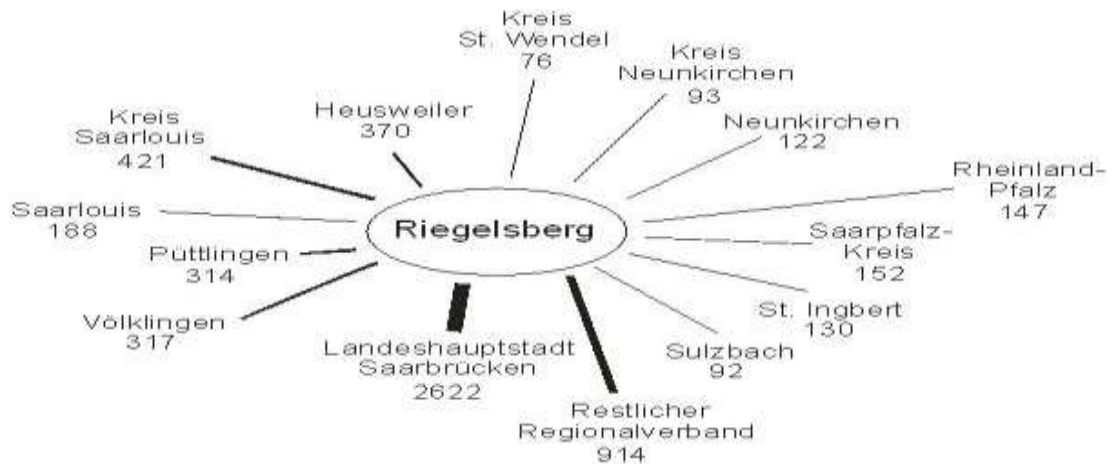 Kreis
St. Wendel
76
Kreis
Neunkirchen
93
Heusweiler
370
Kreis
Saarlouis
421
Neunkirchen
122
Rheinland-
Pfalz
147
Saarlouis
188
Riegelsberg
Saarpfalz-
Kreis
152
Püttlingen
314
St. Ingbert
130
Völklingen
317
Landeshauptstadt
Saarbrücken
2622
Sulzbach
92
Restlicher
Regionalverband
914